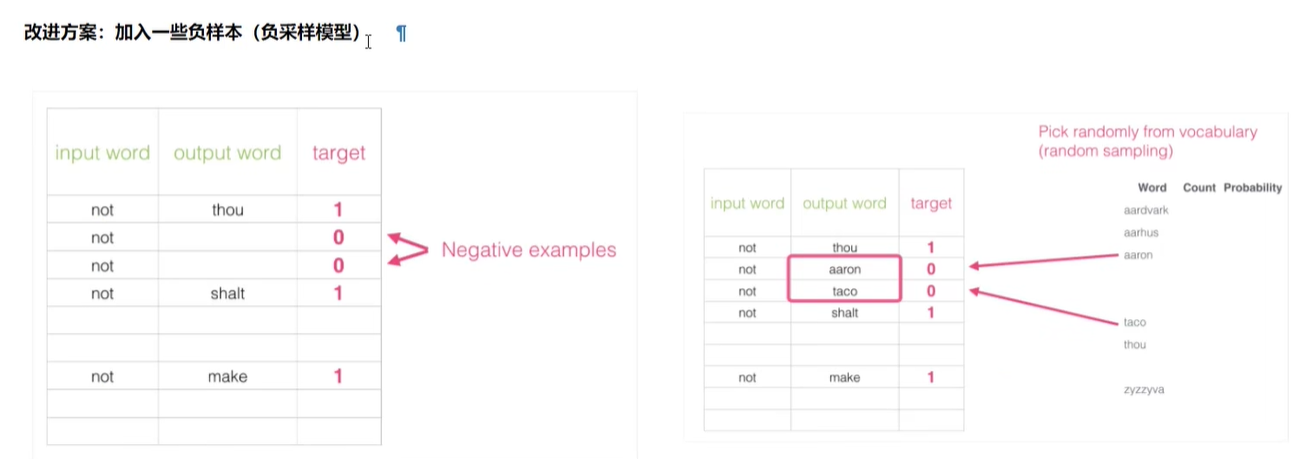 改进方案：加入一些负样本（负采样模型） ¶
input word output word target
not thou 1
not 0
not 0
not shalt 1
not make 1
Negative examples
Pick randomly from vocabulary
(random sampling)
input word output word target
not thou 1
not aaron 0
not taco 0
not shalt 1
not make 1
Word Count Probability
aardvark
aarhus
aaron
taco
thou
zyzzyva